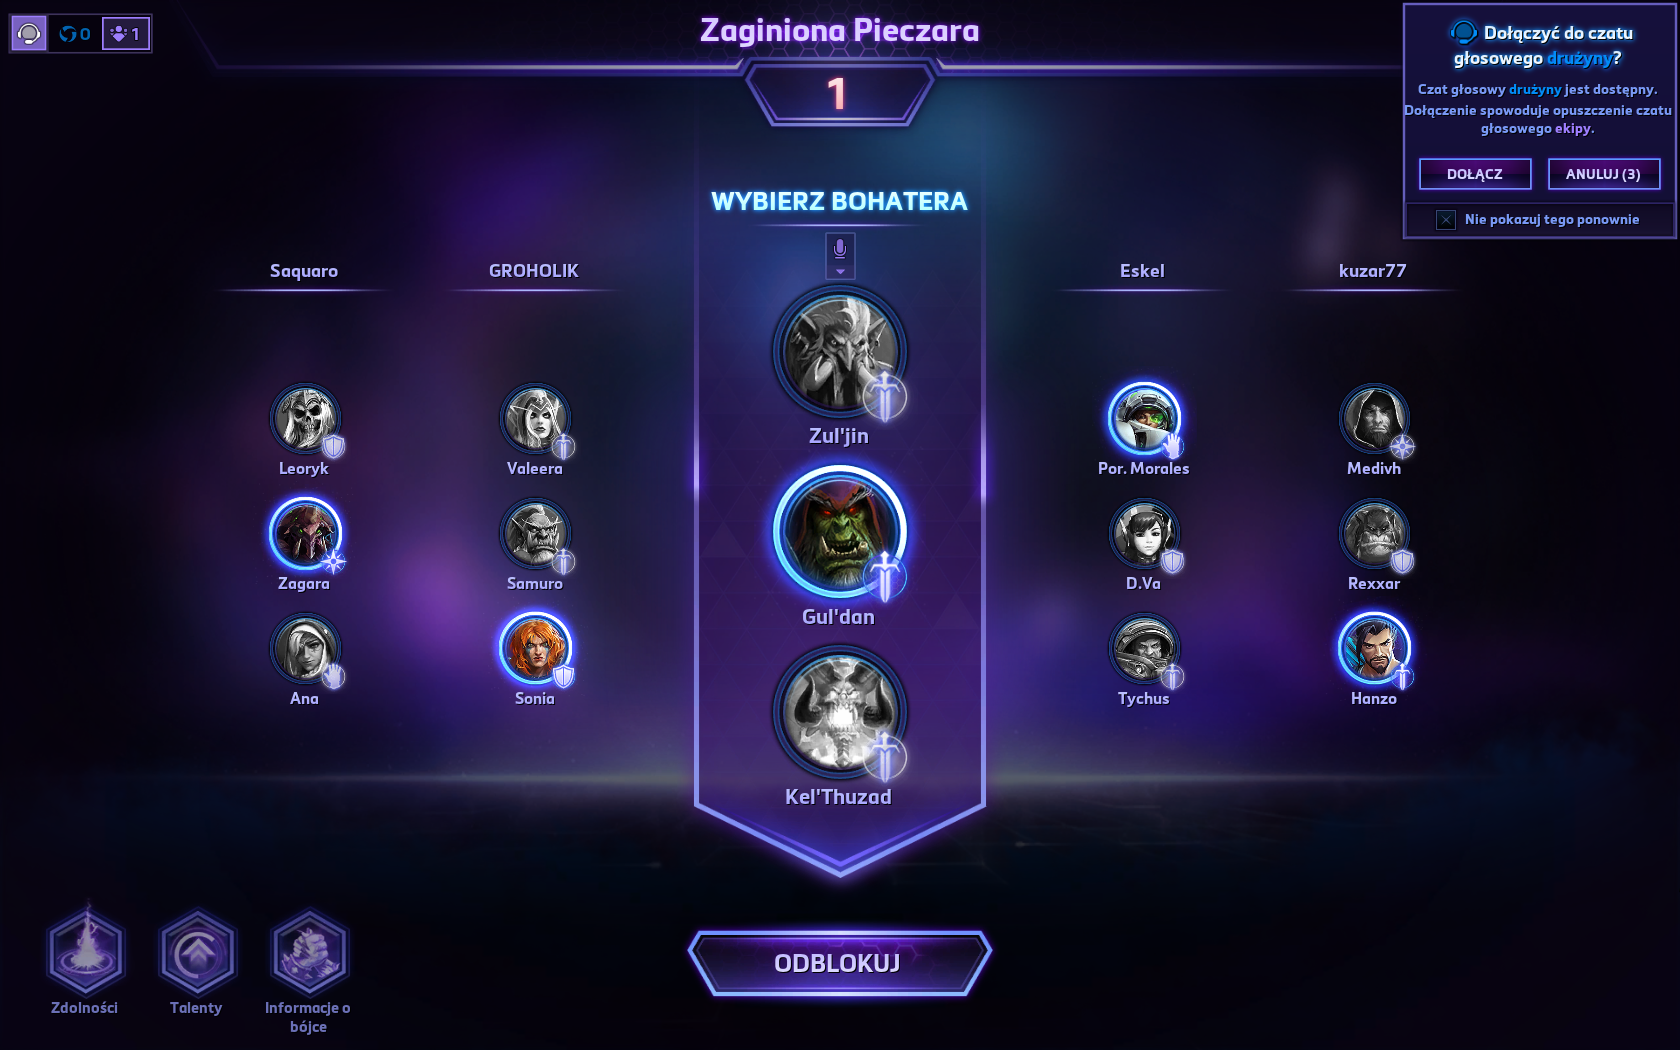 0
1
Zaginiona Pieczara
1
Dołączyć do czatu
głosowego drużyny?
Czat głosowy drużyny jest dostępny.
Dołączenie spowoduje opuszczenie czatu
głosowego ekipy.
DOŁĄCZ
ANULUJ (3)
Nie pokazuj tego ponownie
WYBIERZ BOHATERA
Saquaro
GROHOLIK
Eskel
kuzar77
Zul'jin
Gul'dan
Kel'Thuzad
Leoryk
Zagara
Ana
Valeera
Samuro
Sonia
Por. Morales
D.Va
Tychus
Medivh
Rexxar
Hanzo
ODBLOKUJ
Zdolności
Talenty
Informacje o
bójce